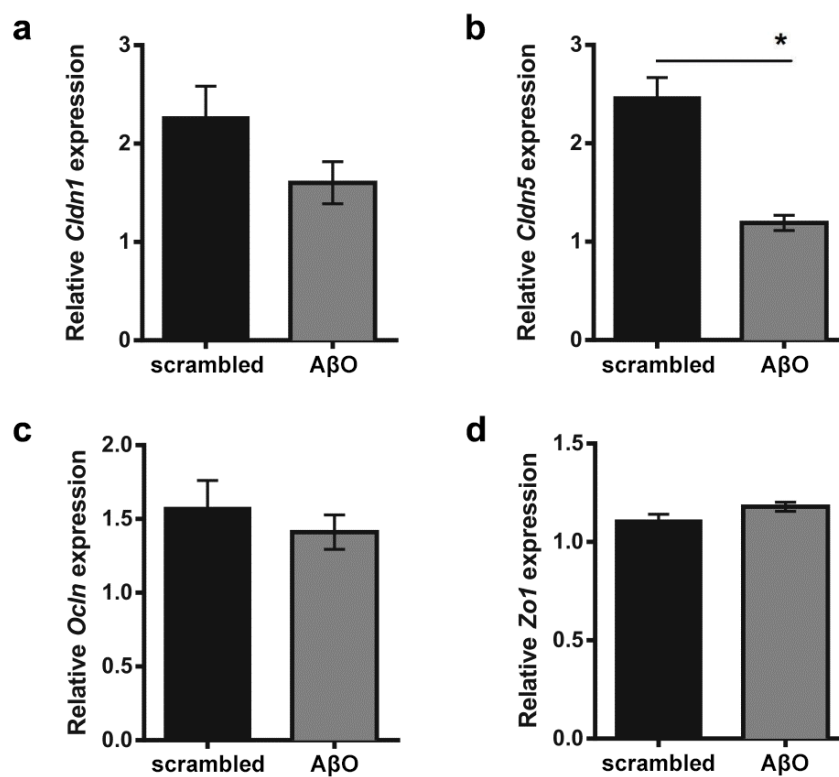 a
Relative Cldn1 expression
3
2
1
0
scrambled AβO
b
Relative Cldn5 expression
3
2
1
0
*
scrambled AβO
c
Relative Ocln expression
2.0
1.5
1.0
0.5
0.0
scrambled AβO
d
Relative Zo1 expression
1.5
1.0
0.5
0.0
scrambled AβO